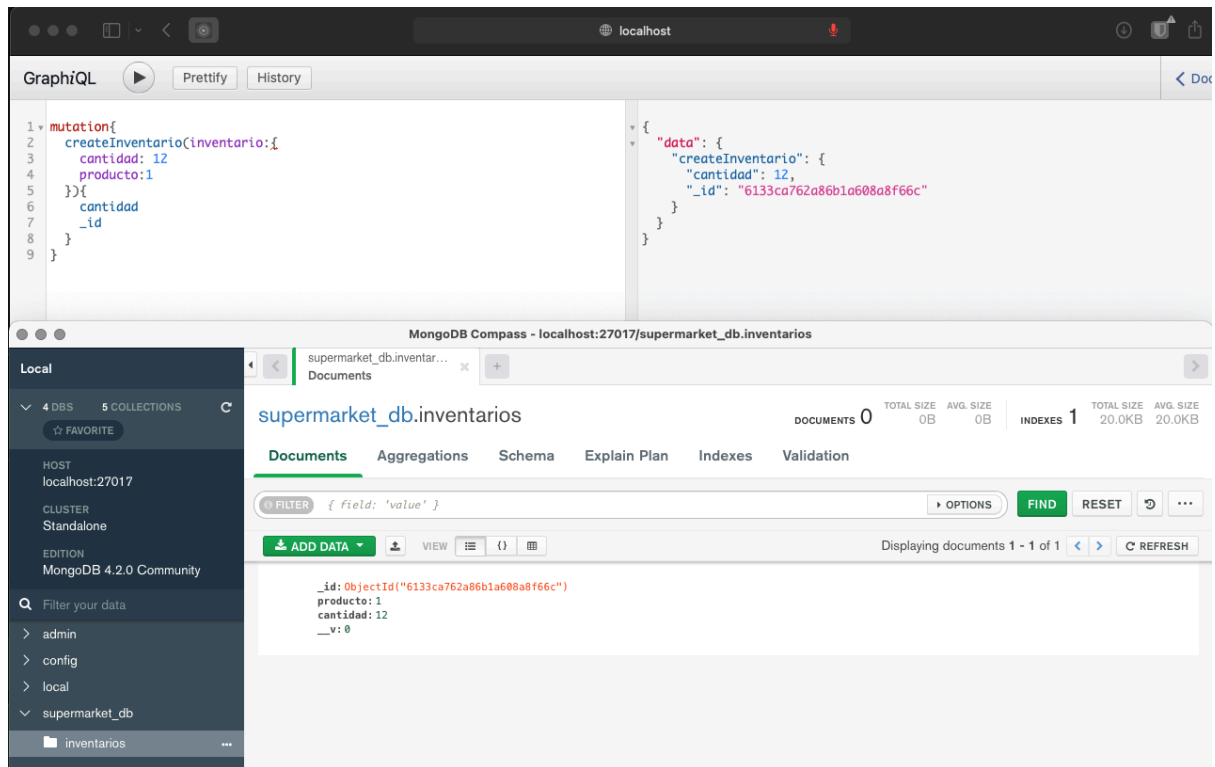 localhost
GraphiQL Prettify History < Doc
1 mutation{
2 createInventario(inventario:{
3 cantidad: 12
4 producto:1
5 }){
6 cantidad
7 _id
8 }
9 }
{
"data": {
"createInventario": {
"cantidad": 12,
"_id": "6133ca762a86b1a608a8f66c"
}
}
}
MongoDB Compass - localhost:27017/supermarket_db.inventarios
Local
4 DBS 5 COLLECTIONS
☆ FAVORITE
HOST
localhost:27017
CLUSTER
Standalone
EDITION
MongoDB 4.2.0 Community
Filter your data
admin
config
local
supermarket_db
inventarios
supermarket_db.inventar...
Documents
supermarket_db.inventarios
DOCUMENTS 0 TOTAL SIZE 0B AVG. SIZE 0B INDEXES 1 TOTAL SIZE 20.0KB AVG. SIZE 20.0KB
Documents Aggregations Schema Explain Plan Indexes Validation
FILTER { field: 'value' } OPTIONS FIND RESET ...
ADD DATA VIEW {} Displaying documents 1 - 1 of 1 < > REFRESH
_id: ObjectId("6133ca762a86b1a608a8f66c")
producto: 1
cantidad: 12
__v: 0